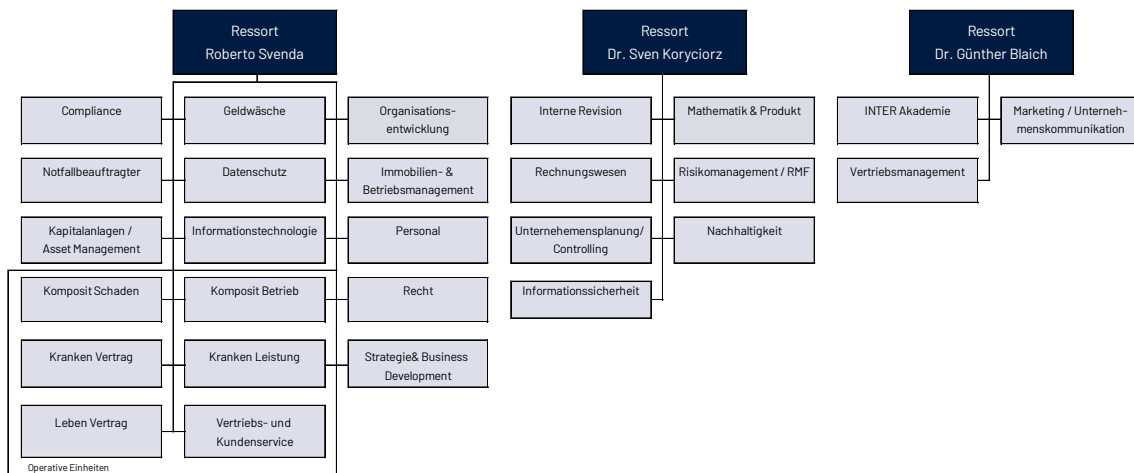 Ressort
Roberto Svenda
Compliance
Geldwäsche
Organisations-
entwicklung
Notfallbeauftragter
Datenschutz
Immobilien- &
Betriebsmanagement
Kapitalanlagen /
Asset Management
Informationstechnologie
Personal
Komposit Schaden
Komposit Betrieb
Recht
Kranken Vertrag
Kranken Leistung
Strategie& Business
Development
Leben Vertrag
Vertriebs- und
Kundenservice
Operative Einheiten
Ressort
Dr. Sven Koryciorz
Interne Revision
Mathematik & Produkt
Rechnungswesen
Risikomanagement / RMF
Unternehemensplanung/
Controlling
Nachhaltigkeit
Informationssicherheit
Ressort
Dr. Günther Blaich
INTER Akademie
Marketing / Unterneh-
menskommunikation
Vertriebsmanagement